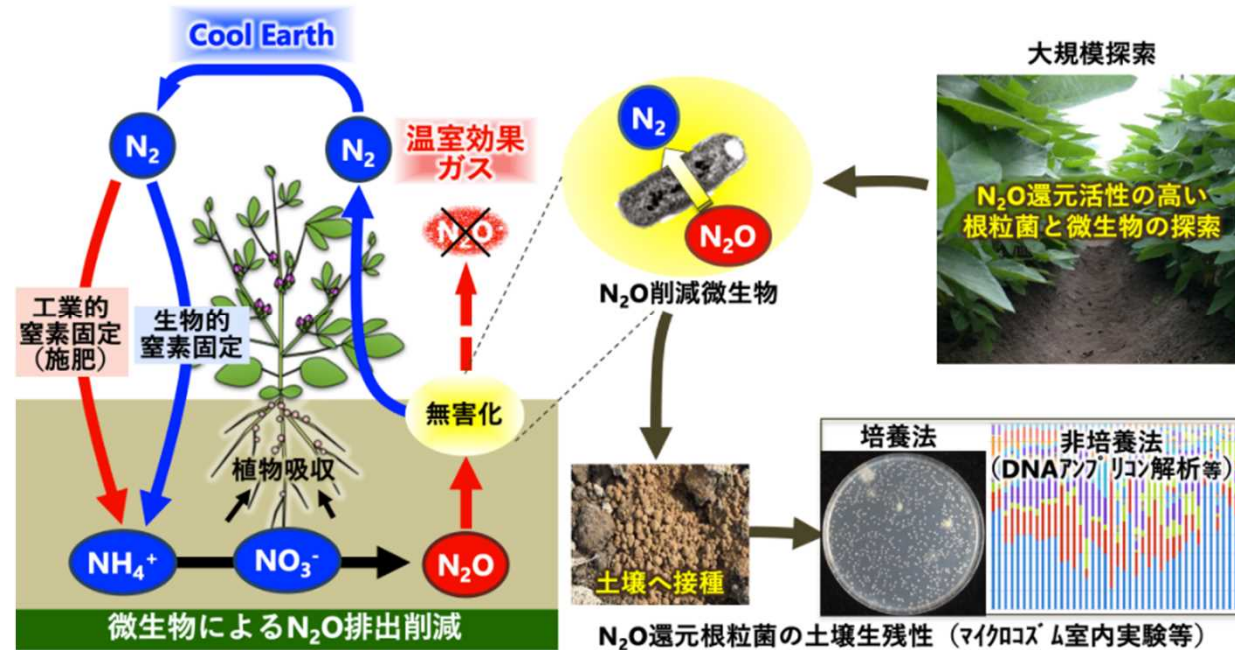 Cool Earth
N₂
N₂
温室効果
ガス
N₂O
工業的
窒素固定
（施肥）
生物的
窒素固定
無害化
植物吸収
NH₄⁺
NO₃⁻
N₂O
微生物によるN₂O排出削減
N₂
N₂O
N₂O削減微生物
大規模探索
N₂O還元活性の高い
根粒菌と微生物の探索
土壌へ接種
培養法
非培養法
（DNAｱﾝﾌﾟﾘｺﾝ解析等）
N₂O還元根粒菌の土壌生残性（ﾏｲｸﾛｺｽﾞﾑ室内実験等）